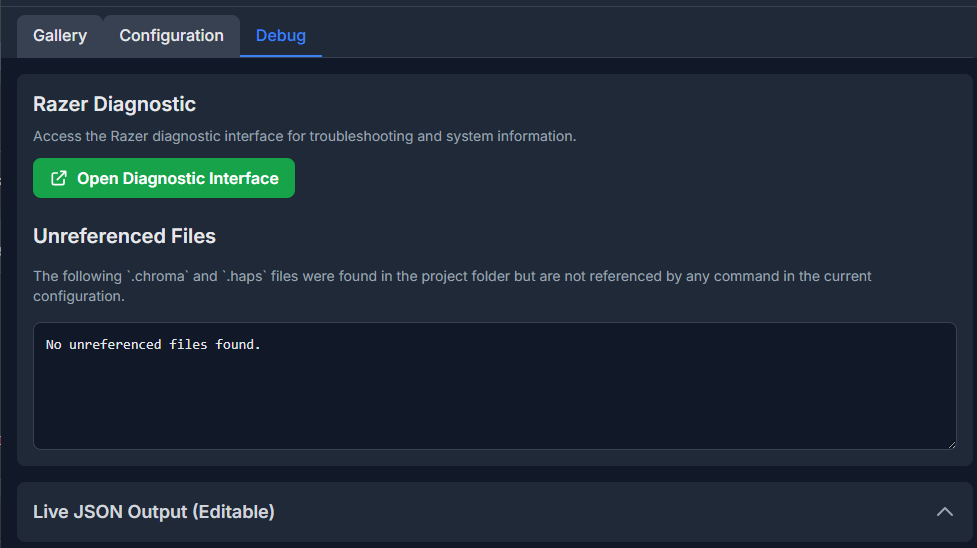 Gallery Configuration Debug
Razer Diagnostic
Access the Razer diagnostic interface for troubleshooting and system information.
Open Diagnostic Interface
Unreferenced Files
The following `.chroma` and `.haps` files were found in the project folder but are not referenced by any command in the current
configuration.
No unreferenced files found.
Live JSON Output (Editable)